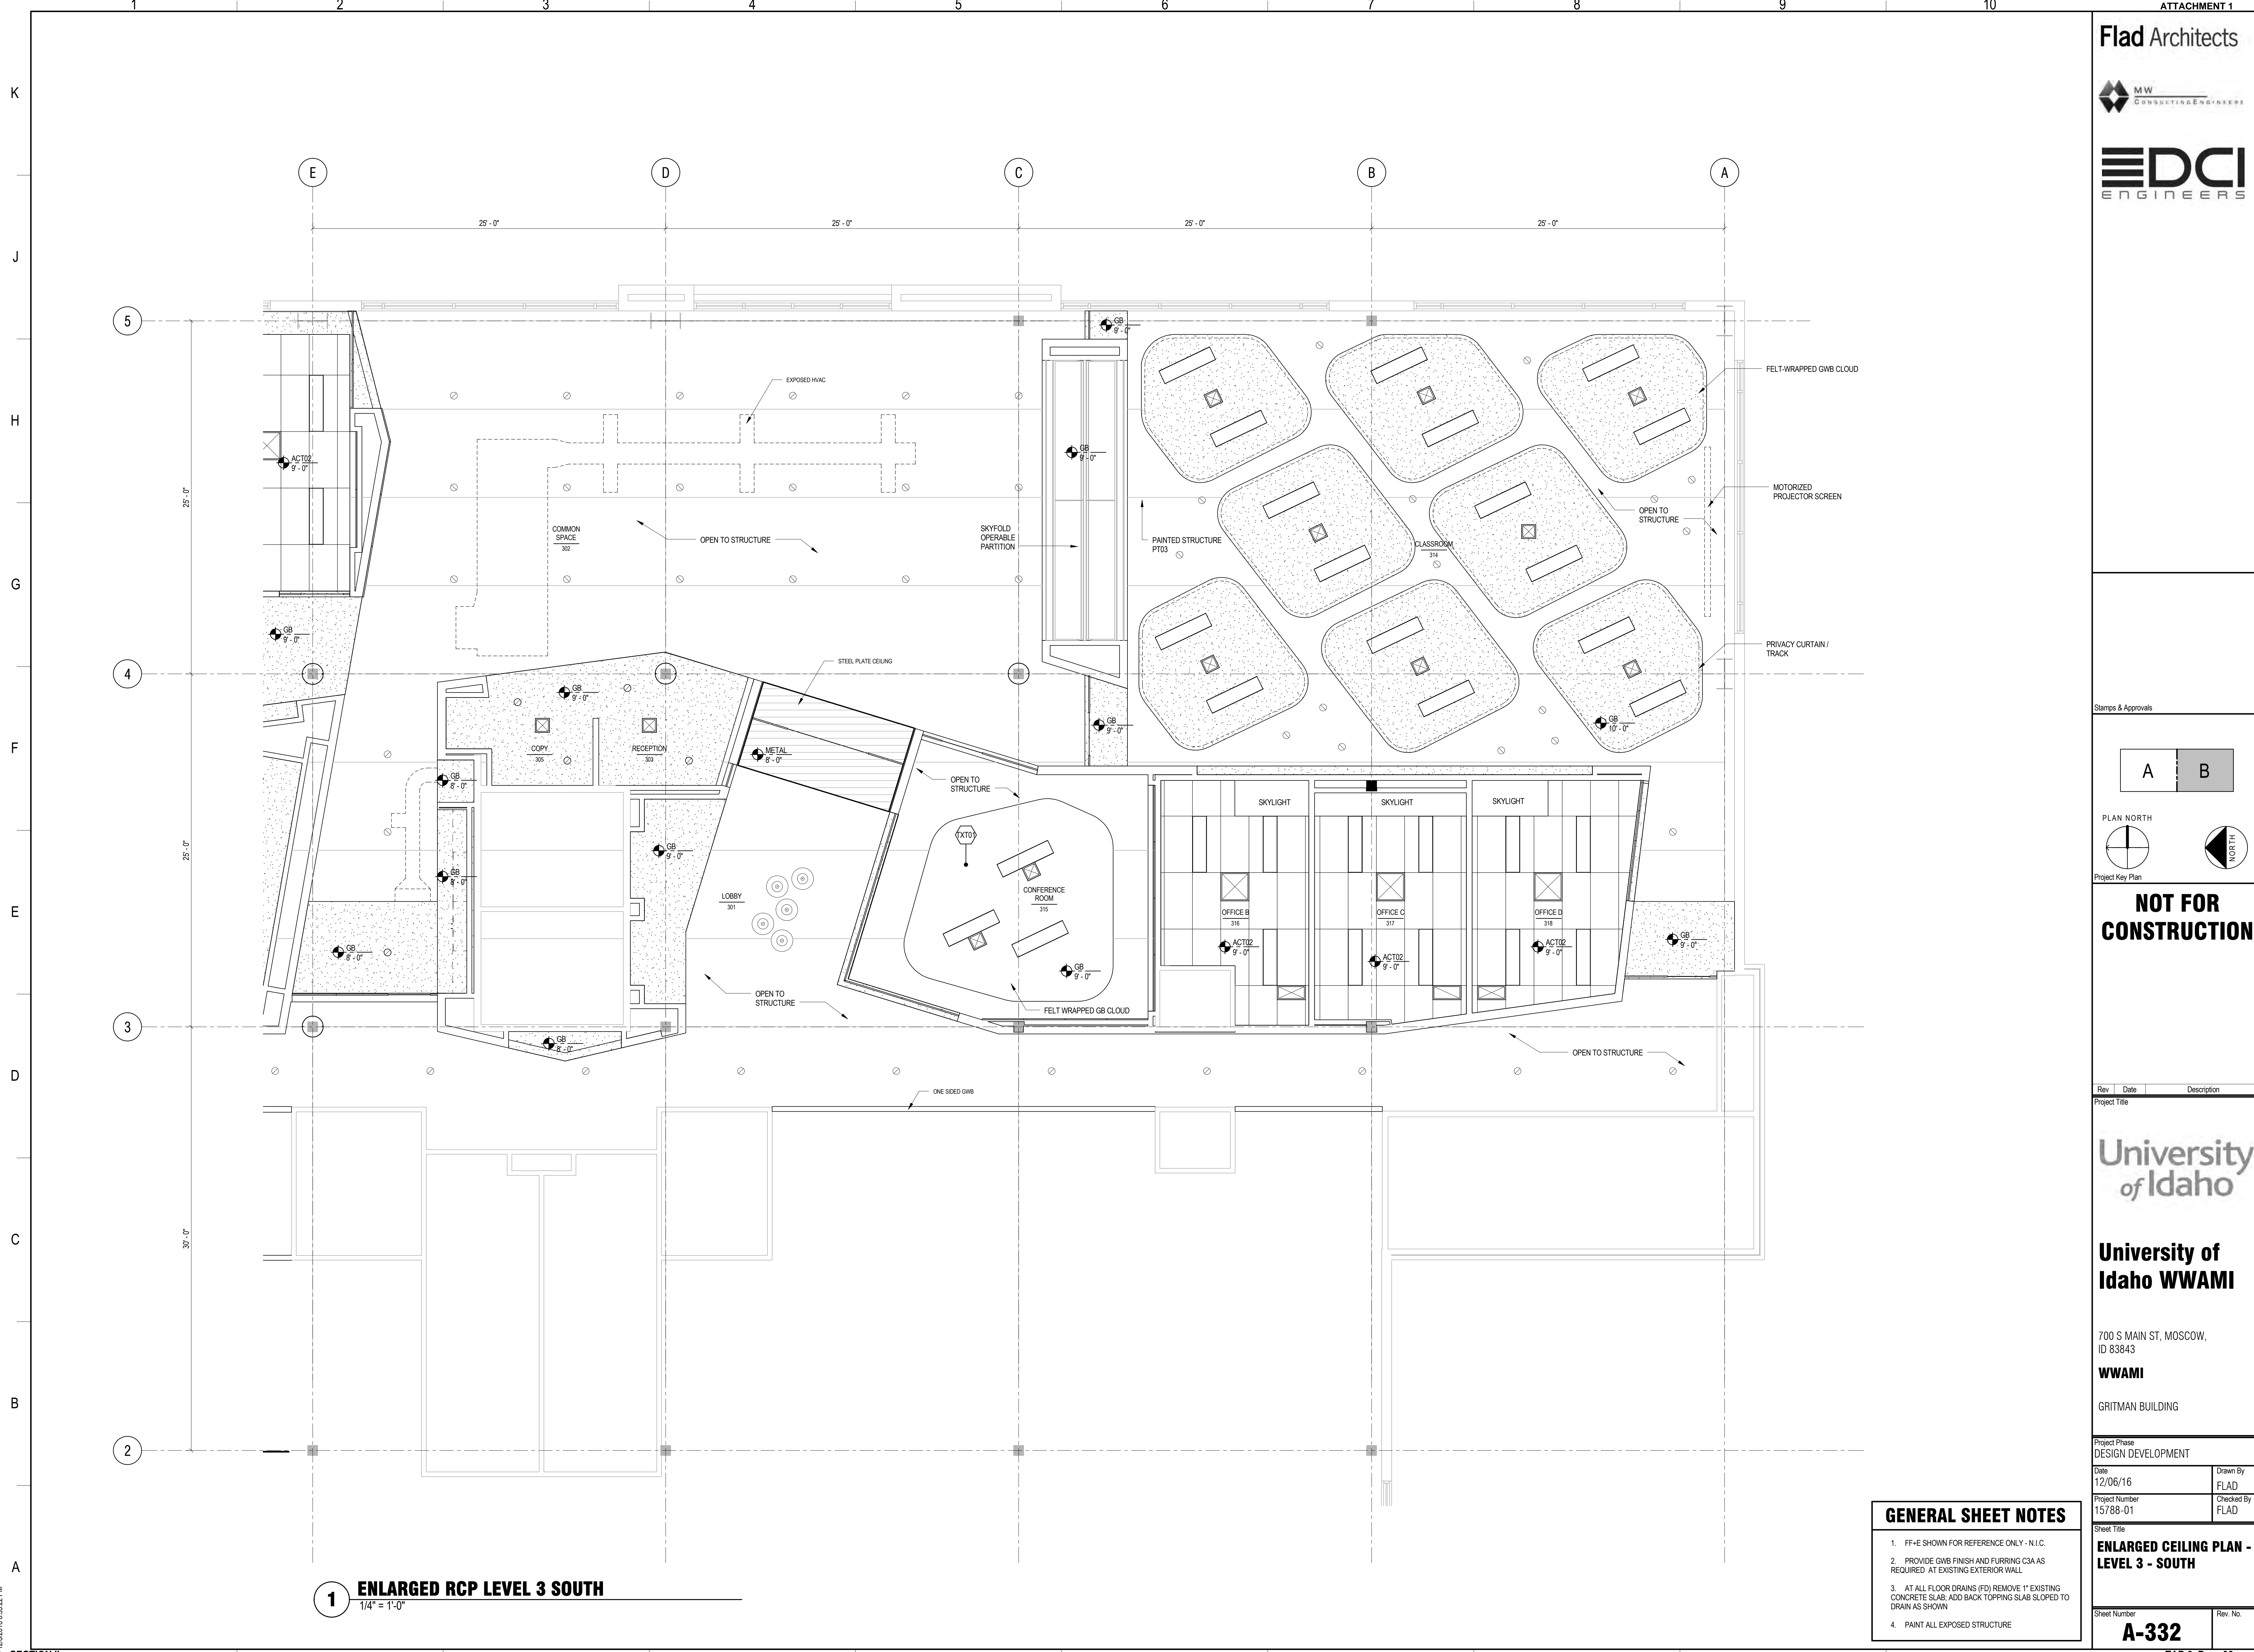 1 2 3 4 5 6 7 8 9 10
ATTACHMENT 1
K
J
H
G
F
E
D
C
B
A
E
D
C
B
A
25' - 0"
25' - 0"
25' - 0"
25' - 0"
5
4
3
2
25' - 0"
25' - 0"
30' - 0"
GB
9' - 0"
EXPOSED HVAC
FELT-WRAPPED GWB CLOUD
ACT02
9' - 0"
GB
9' - 0"
MOTORIZED
PROJECTOR SCREEN
COMMON
SPACE
302
OPEN TO STRUCTURE
SKYFOLD
OPERABLE
PARTITION
PAINTED STRUCTURE
PT03
CLASSROOM
314
OPEN TO
STRUCTURE
GB
9' - 0"
STEEL PLATE CEILING
PRIVACY CURTAIN /
TRACK
GB
9' - 0"
GB
9' - 0"
GB
10' - 0"
COPY
305
RECEPTION
303
METAL
8' - 0"
GB
8' - 0"
OPEN TO
STRUCTURE
SKYLIGHT
SKYLIGHT
SKYLIGHT
TXT01
GB
9' - 0"
GB
8' - 0"
LOBBY
301
CONFERENCE
ROOM
315
OFFICE B
316
OFFICE C
317
OFFICE D
318
GB
8' - 0"
ACT02
9' - 0"
ACT02
9' - 0"
ACT02
9' - 0"
GB
9' - 0"
GB
9' - 0"
OPEN TO
STRUCTURE
FELT WRAPPED GB CLOUD
GB
8' - 0"
OPEN TO STRUCTURE
ONE SIDED GWB
1
ENLARGED RCP LEVEL 3 SOUTH
1/4" = 1'-0"
GENERAL SHEET NOTES
1. FF+E SHOWN FOR REFERENCE ONLY - N.I.C.
2. PROVIDE GWB FINISH AND FURRING C3A AS
REQUIRED AT EXISTING EXTERIOR WALL
3. AT ALL FLOOR DRAINS (FD) REMOVE 1" EXISTING
CONCRETE SLAB; ADD BACK TOPPING SLAB SLOPED TO
DRAIN AS SHOWN
4. PAINT ALL EXPOSED STRUCTURE
Flad Architects
MW
CONSULTING ENGINEERS
DCI
ENGINEERS
Stamps & Approvals
A B
PLAN NORTH
NORTH
Project Key Plan
NOT FOR
CONSTRUCTION
Rev Date Description
Project Title
University
of Idaho
University of
Idaho WWAMI
700 S MAIN ST, MOSCOW,
ID 83843
WWAMI
GRITMAN BUILDING
Project Phase
DESIGN DEVELOPMENT
Date
12/06/16
Drawn By
FLAD
Project Number
15788-01
Checked By
FLAD
Sheet Title
ENLARGED CEILING PLAN -
LEVEL 3 - SOUTH
Sheet Number
A-332
Rev. No.